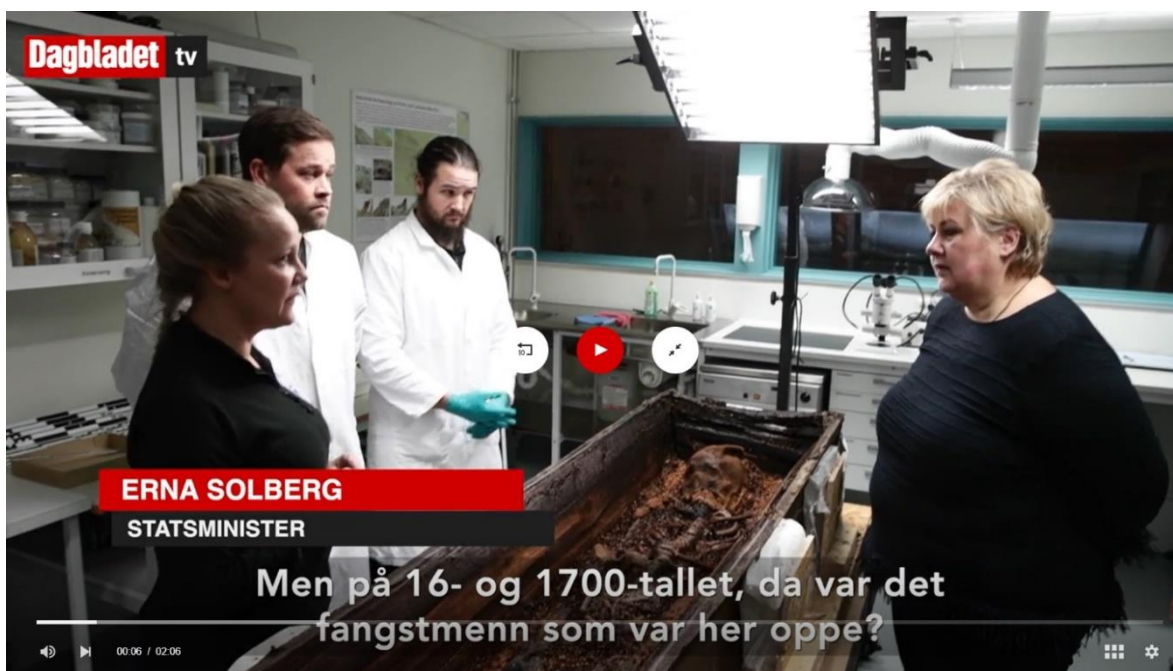 Dagbladet tv
ERNA SOLBERG
STATSMINISTER
Men på 16- og 1700-tallet, da var det
fangstmenn som var her oppe?
10
00:06 / 02:06